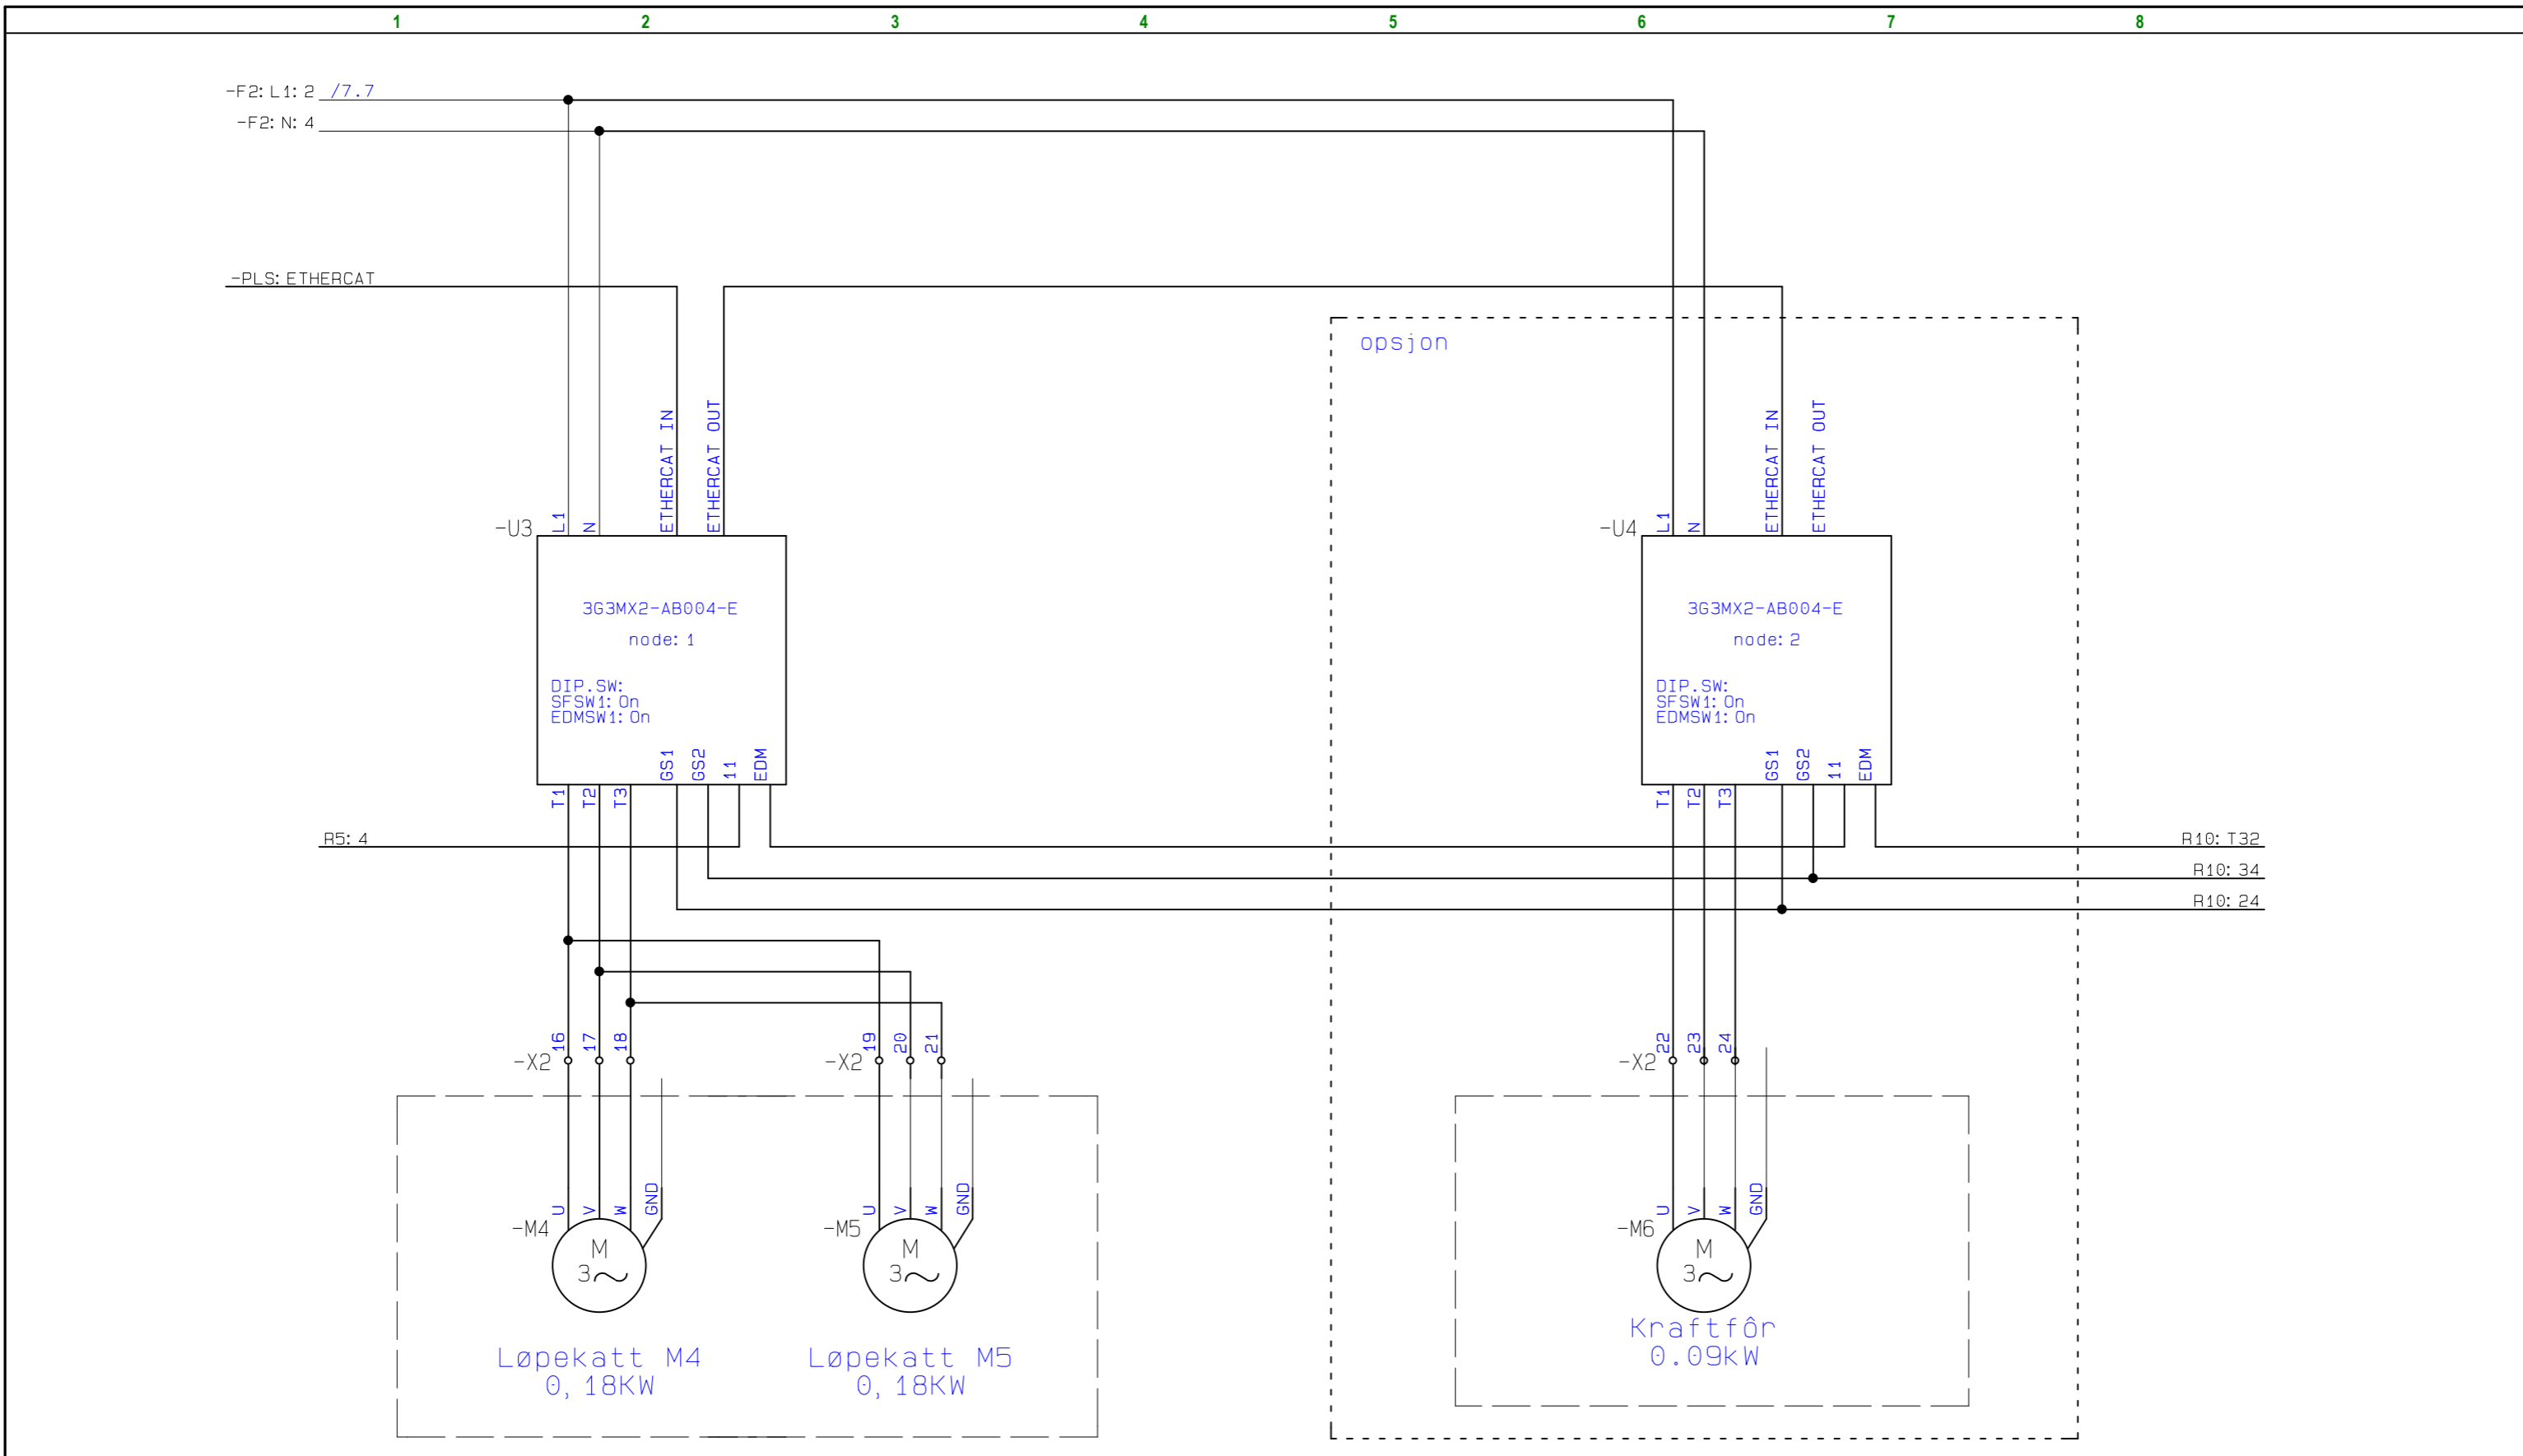 1 2 3 4 5 6 7 8
-F2:L1:2 /7.7
-F2:N:4
-PLS:ETHERCAT
opsjon
-U3 L1 N ETHERCAT IN ETHERCAT OUT
-U4 L1 N ETHERCAT IN ETHERCAT OUT
3G3MX2-AB004-E
node:1
DIP.SW:
SFSW1:On
EDMSW1:On
GS1 GS2 11 EDM
T1 T2 T3
3G3MX2-AB004-E
node:2
DIP.SW:
SFSW1:On
EDMSW1:On
GS1 GS2 11 EDM
T1 T2 T3
R5:4
R10:T32
R10:34
R10:24
-X2 16 17 18
-X2 19 20 21
-X2 22 23 24
-M4 U V W GND
M
3~
-M5 U V W GND
M
3~
-M6 U V W GND
M
3~
Løpekatt M4
0,18KW
Løpekatt M5
0,18KW
Kraftfôr
0.09kW